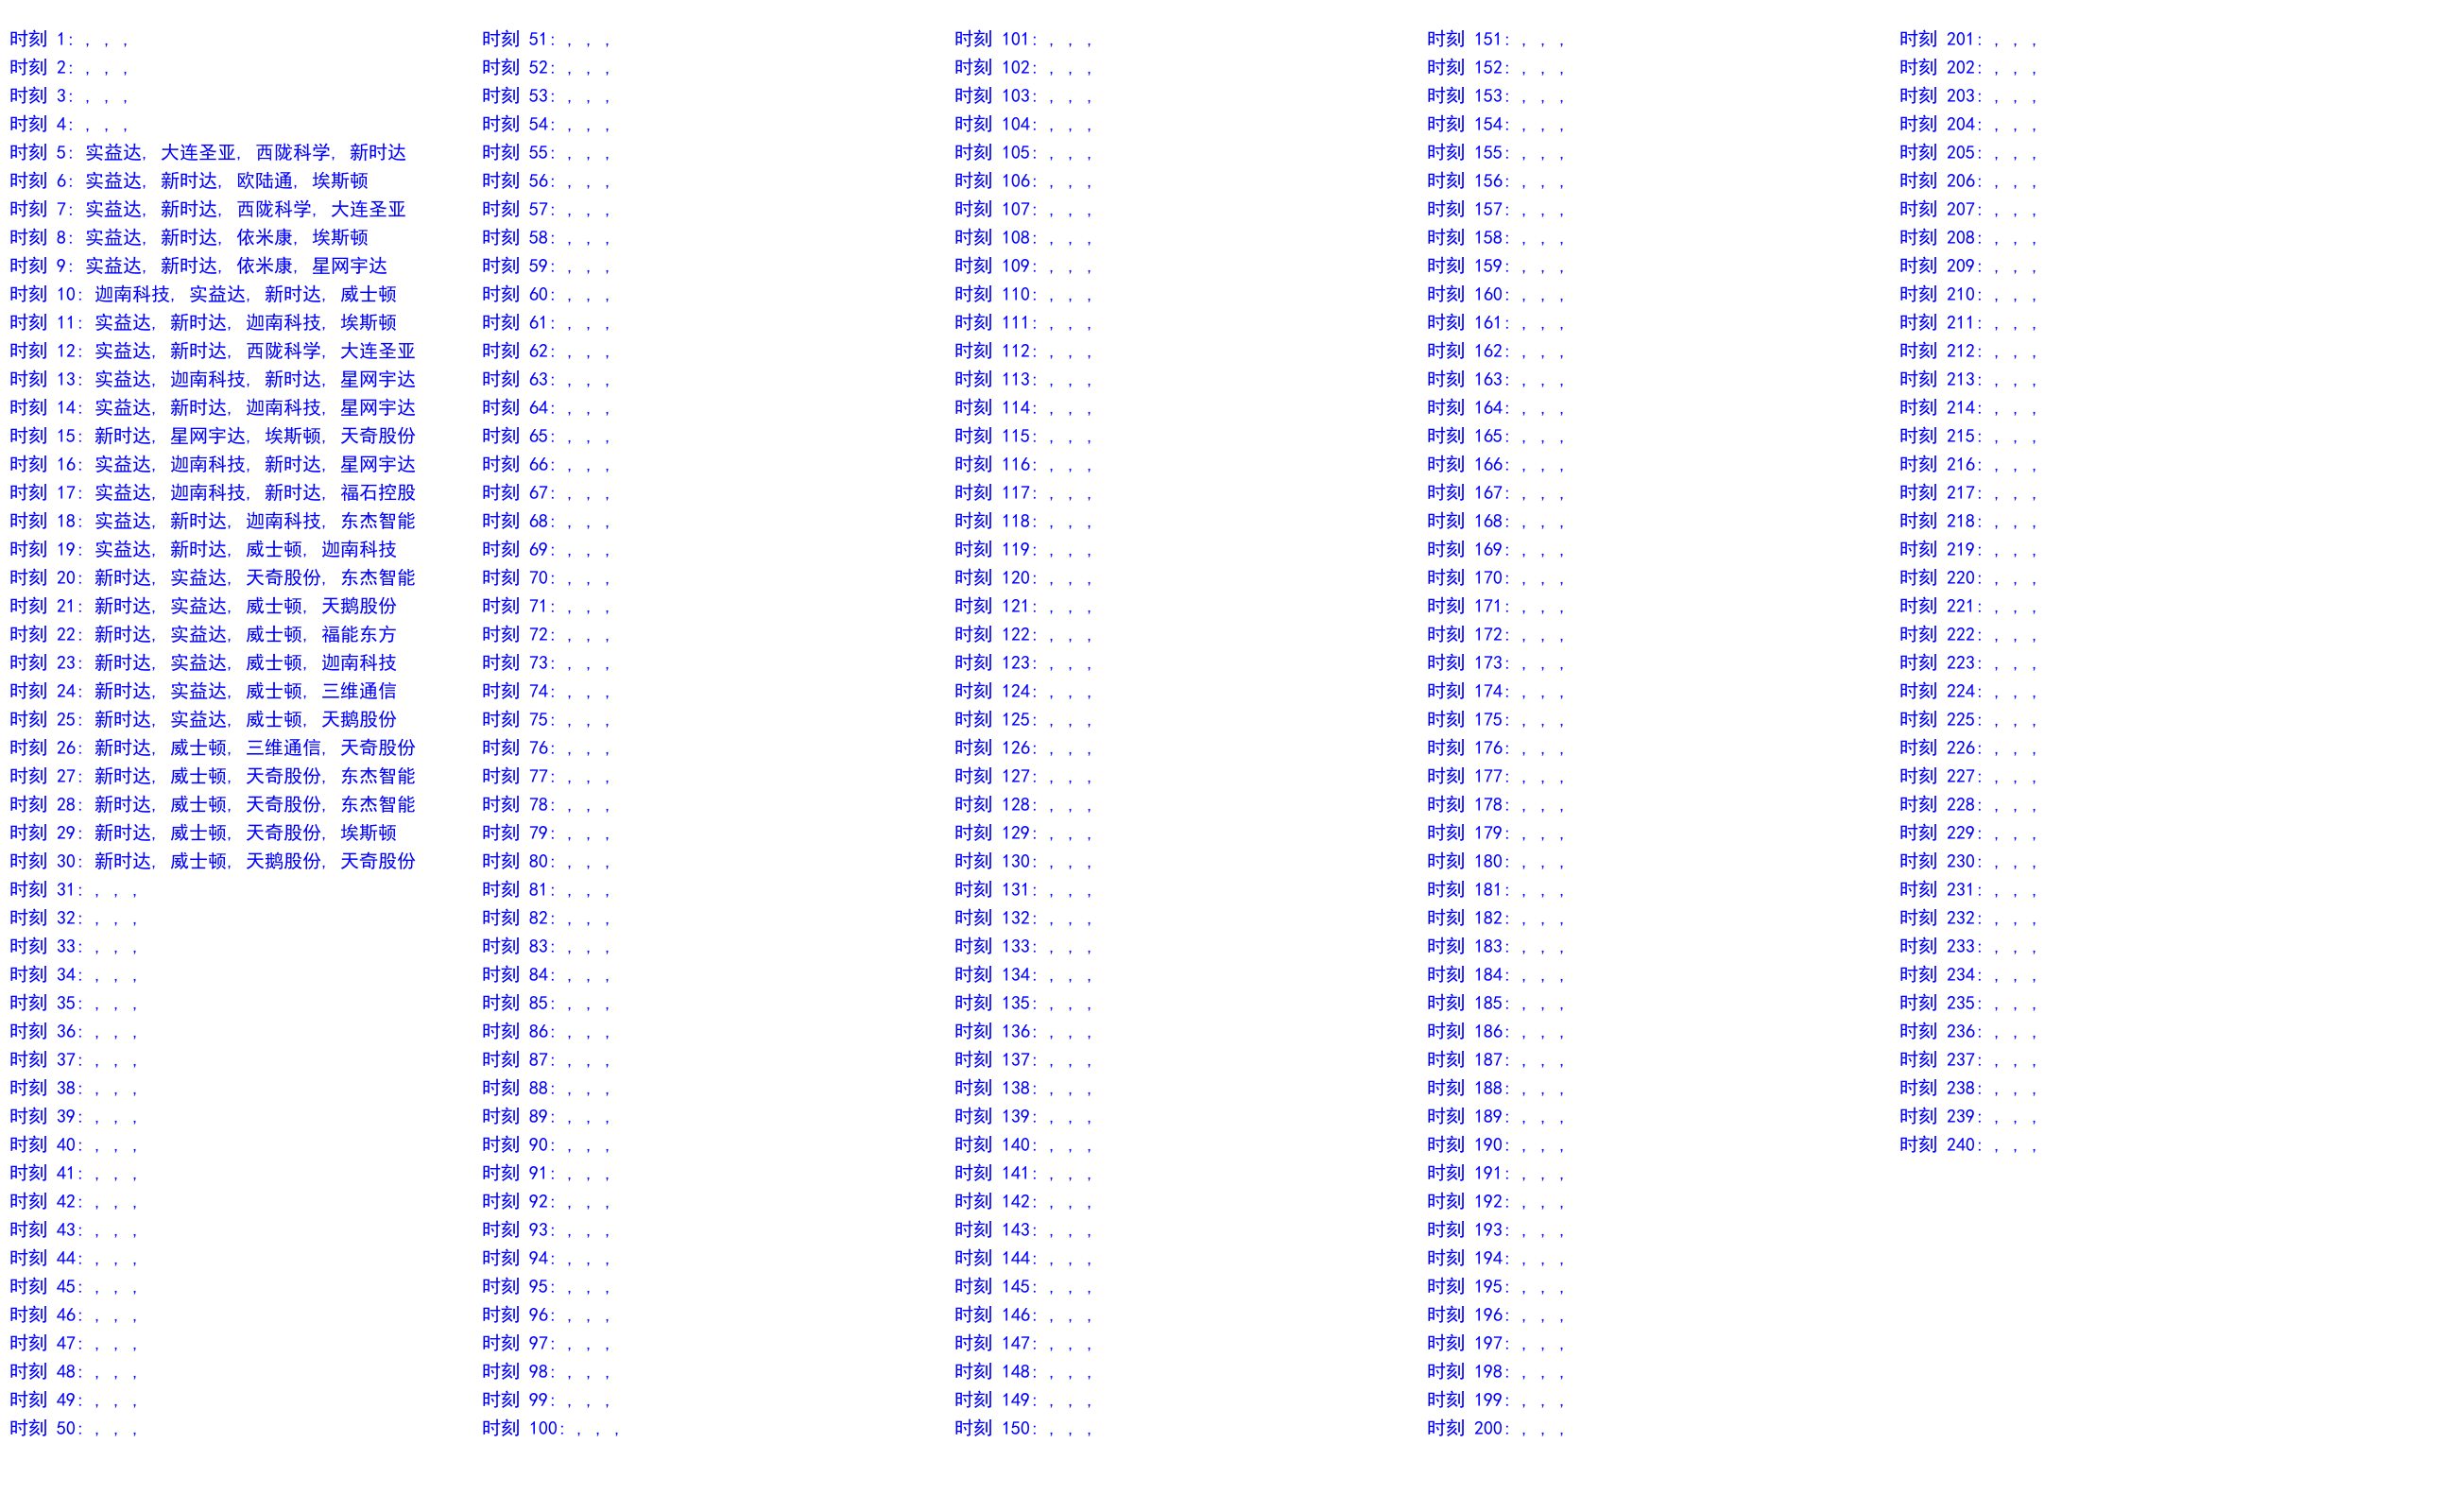 时刻 1: , , ,
时刻 2: , , ,
时刻 3: , , ,
时刻 4: , , ,
时刻 5: 实益达, 大连圣亚, 西陇科学, 新时达
时刻 6: 实益达, 新时达, 欧陆通, 埃斯顿
时刻 7: 实益达, 新时达, 西陇科学, 大连圣亚
时刻 8: 实益达, 新时达, 依米康, 埃斯顿
时刻 9: 实益达, 新时达, 依米康, 星网宇达
时刻 10: 迦南科技, 实益达, 新时达, 威士顿
时刻 11: 实益达, 新时达, 迦南科技, 埃斯顿
时刻 12: 实益达, 新时达, 西陇科学, 大连圣亚
时刻 13: 实益达, 迦南科技, 新时达, 星网宇达
时刻 14: 实益达, 新时达, 迦南科技, 星网宇达
时刻 15: 新时达, 星网宇达, 埃斯顿, 天奇股份
时刻 16: 实益达, 迦南科技, 新时达, 星网宇达
时刻 17: 实益达, 迦南科技, 新时达, 福石控股
时刻 18: 实益达, 新时达, 迦南科技, 东杰智能
时刻 19: 实益达, 新时达, 威士顿, 迦南科技
时刻 20: 新时达, 实益达, 天奇股份, 东杰智能
时刻 21: 新时达, 实益达, 威士顿, 天鹅股份
时刻 22: 新时达, 实益达, 威士顿, 福能东方
时刻 23: 新时达, 实益达, 威士顿, 迦南科技
时刻 24: 新时达, 实益达, 威士顿, 三维通信
时刻 25: 新时达, 实益达, 威士顿, 天鹅股份
时刻 26: 新时达, 威士顿, 三维通信, 天奇股份
时刻 27: 新时达, 威士顿, 天奇股份, 东杰智能
时刻 28: 新时达, 威士顿, 天奇股份, 东杰智能
时刻 29: 新时达, 威士顿, 天奇股份, 埃斯顿
时刻 30: 新时达, 威士顿, 天鹅股份, 天奇股份
时刻 31: , , ,
时刻 32: , , ,
时刻 33: , , ,
时刻 34: , , ,
时刻 35: , , ,
时刻 36: , , ,
时刻 37: , , ,
时刻 38: , , ,
时刻 39: , , ,
时刻 40: , , ,
时刻 41: , , ,
时刻 42: , , ,
时刻 43: , , ,
时刻 44: , , ,
时刻 45: , , ,
时刻 46: , , ,
时刻 47: , , ,
时刻 48: , , ,
时刻 49: , , ,
时刻 50: , , ,
时刻 51: , , ,
时刻 52: , , ,
时刻 53: , , ,
时刻 54: , , ,
时刻 55: , , ,
时刻 56: , , ,
时刻 57: , , ,
时刻 58: , , ,
时刻 59: , , ,
时刻 60: , , ,
时刻 61: , , ,
时刻 62: , , ,
时刻 63: , , ,
时刻 64: , , ,
时刻 65: , , ,
时刻 66: , , ,
时刻 67: , , ,
时刻 68: , , ,
时刻 69: , , ,
时刻 70: , , ,
时刻 71: , , ,
时刻 72: , , ,
时刻 73: , , ,
时刻 74: , , ,
时刻 75: , , ,
时刻 76: , , ,
时刻 77: , , ,
时刻 78: , , ,
时刻 79: , , ,
时刻 80: , , ,
时刻 81: , , ,
时刻 82: , , ,
时刻 83: , , ,
时刻 84: , , ,
时刻 85: , , ,
时刻 86: , , ,
时刻 87: , , ,
时刻 88: , , ,
时刻 89: , , ,
时刻 90: , , ,
时刻 91: , , ,
时刻 92: , , ,
时刻 93: , , ,
时刻 94: , , ,
时刻 95: , , ,
时刻 96: , , ,
时刻 97: , , ,
时刻 98: , , ,
时刻 99: , , ,
时刻 100: , , ,
时刻 101: , , ,
时刻 102: , , ,
时刻 103: , , ,
时刻 104: , , ,
时刻 105: , , ,
时刻 106: , , ,
时刻 107: , , ,
时刻 108: , , ,
时刻 109: , , ,
时刻 110: , , ,
时刻 111: , , ,
时刻 112: , , ,
时刻 113: , , ,
时刻 114: , , ,
时刻 115: , , ,
时刻 116: , , ,
时刻 117: , , ,
时刻 118: , , ,
时刻 119: , , ,
时刻 120: , , ,
时刻 121: , , ,
时刻 122: , , ,
时刻 123: , , ,
时刻 124: , , ,
时刻 125: , , ,
时刻 126: , , ,
时刻 127: , , ,
时刻 128: , , ,
时刻 129: , , ,
时刻 130: , , ,
时刻 131: , , ,
时刻 132: , , ,
时刻 133: , , ,
时刻 134: , , ,
时刻 135: , , ,
时刻 136: , , ,
时刻 137: , , ,
时刻 138: , , ,
时刻 139: , , ,
时刻 140: , , ,
时刻 141: , , ,
时刻 142: , , ,
时刻 143: , , ,
时刻 144: , , ,
时刻 145: , , ,
时刻 146: , , ,
时刻 147: , , ,
时刻 148: , , ,
时刻 149: , , ,
时刻 150: , , ,
时刻 151: , , ,
时刻 152: , , ,
时刻 153: , , ,
时刻 154: , , ,
时刻 155: , , ,
时刻 156: , , ,
时刻 157: , , ,
时刻 158: , , ,
时刻 159: , , ,
时刻 160: , , ,
时刻 161: , , ,
时刻 162: , , ,
时刻 163: , , ,
时刻 164: , , ,
时刻 165: , , ,
时刻 166: , , ,
时刻 167: , , ,
时刻 168: , , ,
时刻 169: , , ,
时刻 170: , , ,
时刻 171: , , ,
时刻 172: , , ,
时刻 173: , , ,
时刻 174: , , ,
时刻 175: , , ,
时刻 176: , , ,
时刻 177: , , ,
时刻 178: , , ,
时刻 179: , , ,
时刻 180: , , ,
时刻 181: , , ,
时刻 182: , , ,
时刻 183: , , ,
时刻 184: , , ,
时刻 185: , , ,
时刻 186: , , ,
时刻 187: , , ,
时刻 188: , , ,
时刻 189: , , ,
时刻 190: , , ,
时刻 191: , , ,
时刻 192: , , ,
时刻 193: , , ,
时刻 194: , , ,
时刻 195: , , ,
时刻 196: , , ,
时刻 197: , , ,
时刻 198: , , ,
时刻 199: , , ,
时刻 200: , , ,
时刻 201: , , ,
时刻 202: , , ,
时刻 203: , , ,
时刻 204: , , ,
时刻 205: , , ,
时刻 206: , , ,
时刻 207: , , ,
时刻 208: , , ,
时刻 209: , , ,
时刻 210: , , ,
时刻 211: , , ,
时刻 212: , , ,
时刻 213: , , ,
时刻 214: , , ,
时刻 215: , , ,
时刻 216: , , ,
时刻 217: , , ,
时刻 218: , , ,
时刻 219: , , ,
时刻 220: , , ,
时刻 221: , , ,
时刻 222: , , ,
时刻 223: , , ,
时刻 224: , , ,
时刻 225: , , ,
时刻 226: , , ,
时刻 227: , , ,
时刻 228: , , ,
时刻 229: , , ,
时刻 230: , , ,
时刻 231: , , ,
时刻 232: , , ,
时刻 233: , , ,
时刻 234: , , ,
时刻 235: , , ,
时刻 236: , , ,
时刻 237: , , ,
时刻 238: , , ,
时刻 239: , , ,
时刻 240: , , ,